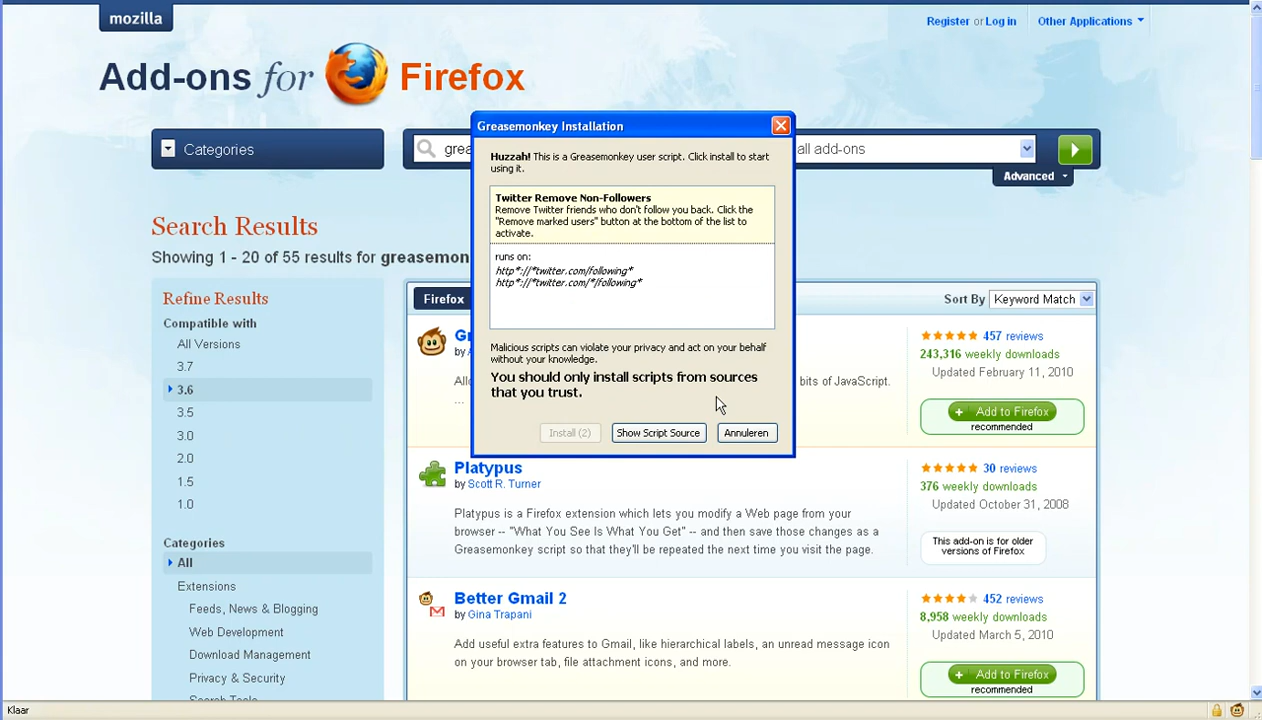 mozilla
Register or Log in
Other Applications
Add-ons for Firefox
Categories
grea
all add-ons
Advanced
Search Results
Showing 1 - 20 of 55 results for greasemon
Greasemonkey Installation
Huzzah! This is a Greasemonkey user script. Click install to start
using it.
Twitter Remove Non-Followers
Remove Twitter friends who don't follow you back. Click the
"Remove marked users" button at the bottom of the list to
activate.
runs on:
http*://*twitter.com/following*
http*://*twitter.com/*/following*
Malicious scripts can violate your privacy and act on your behalf
without your knowledge.
You should only install scripts from sources
that you trust.
Install (2)
Show Script Source
Annuleren
Refine Results
Compatible with
All Versions
3.7
3.6
3.5
3.0
2.0
1.5
1.0
Categories
All
Extensions
Feeds, News & Blogging
Web Development
Download Management
Privacy & Security
Search Tools
Firefox
Sort By Keyword Match
Gr
by A
Allo
bits of JavaScript.
...
457 reviews
243,316 weekly downloads
Updated February 11, 2010
+ Add to Firefox
recommended
Platypus
by Scott R. Turner
Platypus is a Firefox extension which lets you modify a Web page from your
browser -- "What You See Is What You Get" -- and then save those changes as a
Greasemonkey script so that they'll be repeated the next time you visit the page.
30 reviews
376 weekly downloads
Updated October 31, 2008
This add-on is for older
versions of Firefox
Better Gmail 2
by Gina Trapani
Add useful extra features to Gmail, like hierarchical labels, an unread message icon
on your browser tab, file attachment icons, and more.
452 reviews
8,958 weekly downloads
Updated March 5, 2010
+ Add to Firefox
recommended
Klaar